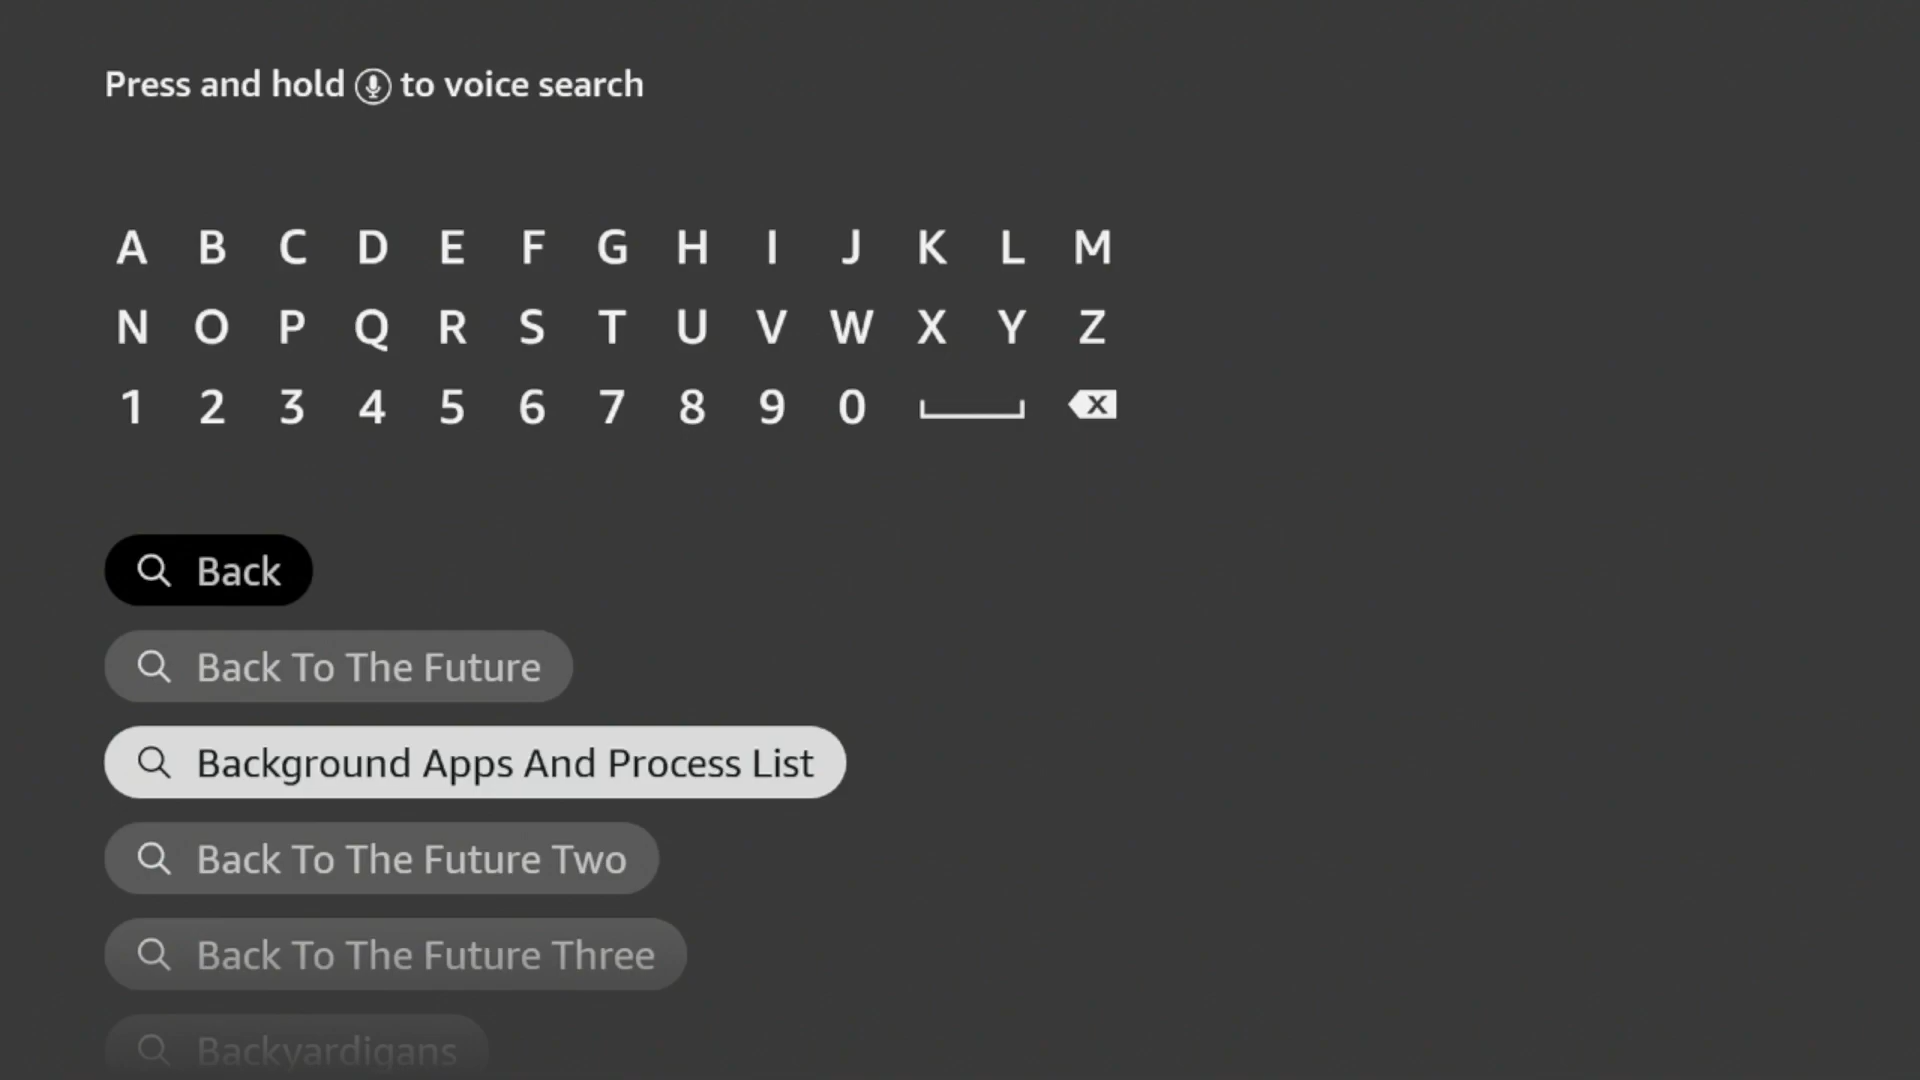 Press and hold to voice search
A B C D E F G H I J K L M
N O P Q R S T U V W X Y Z
1 2 3 4 5 6 7 8 9 0
Back
Back To The Future
Background Apps And Process List
Back To The Future Two
Back To The Future Three
Backyardigans